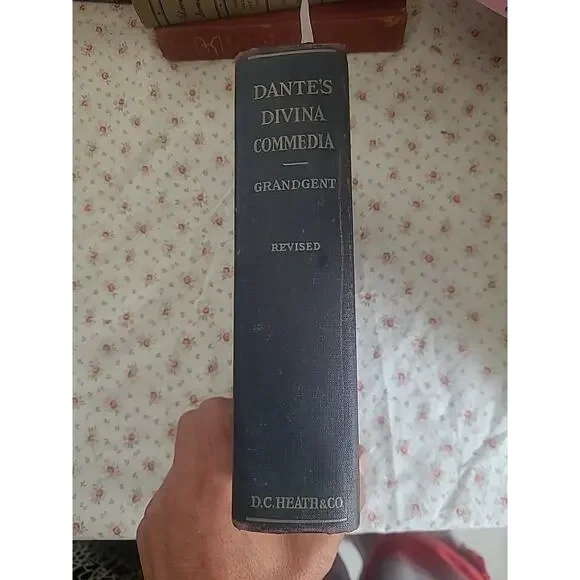 DANTE'S
DIVINA
COMMEDIA
GRANDGENT
REVISED
D.C. HEATH & CO